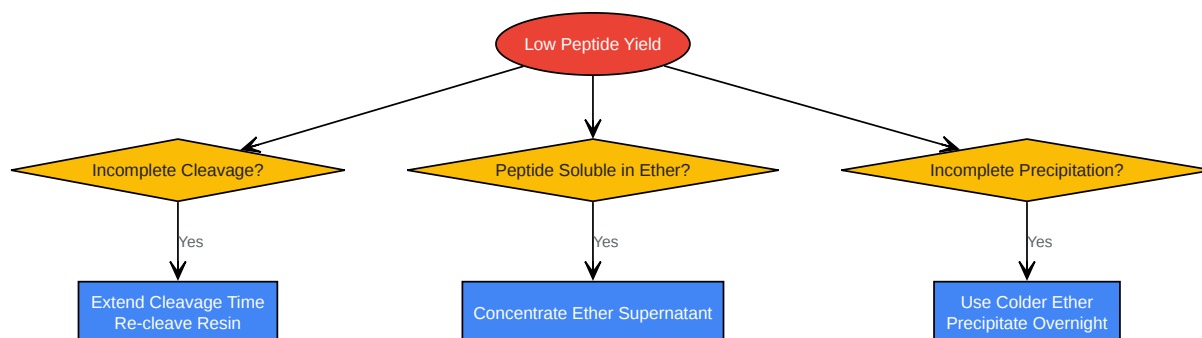 Low Peptide Yield
Incomplete Cleavage?
Peptide Soluble in Ether?
Incomplete Precipitation?
Yes
Yes
Yes
Extend Cleavage Time
Re-cleave Resin
Concentrate Ether Supernatant
Use Colder Ether
Precipitate Overnight